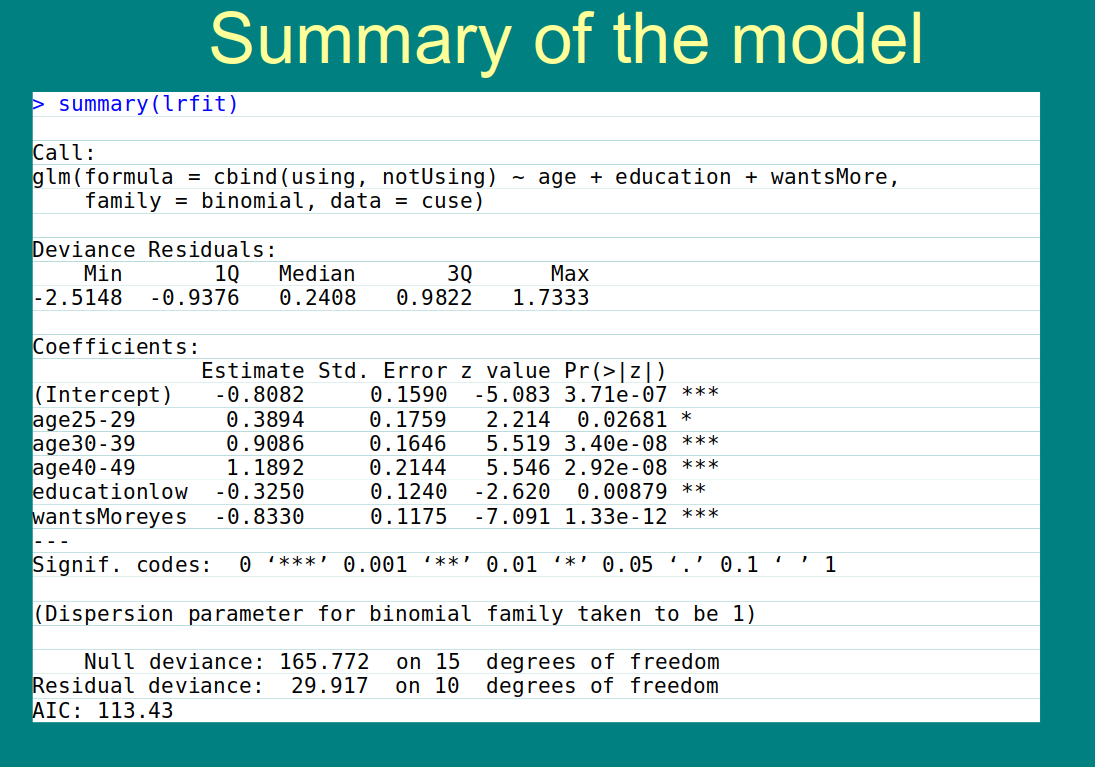 Summary of the model
> summary(lrfit)
Call:
glm(formula = cbind(using, notUsing) ~ age + education + wantsMore,
    family = binomial, data = cuse)
Deviance Residuals:
    Min       1Q   Median       3Q      Max
-2.5148  -0.9376   0.2408   0.9822   1.7333
Coefficients:
             Estimate Std. Error z value Pr(>|z|)
(Intercept)   -0.8082     0.1590  -5.083 3.71e-07 ***
age25-29       0.3894     0.1759   2.214  0.02681 *
age30-39       0.9086     0.1646   5.519 3.40e-08 ***
age40-49       1.1892     0.2144   5.546 2.92e-08 ***
educationlow  -0.3250     0.1240  -2.620  0.00879 **
wantsMoreyes  -0.8330     0.1175  -7.091 1.33e-12 ***
---
Signif. codes:  0 ‘***’ 0.001 ‘**’ 0.01 ‘*’ 0.05 ‘.’ 0.1 ‘ ’ 1
(Dispersion parameter for binomial family taken to be 1)
    Null deviance: 165.772  on 15  degrees of freedom
Residual deviance:  29.917  on 10  degrees of freedom
AIC: 113.43